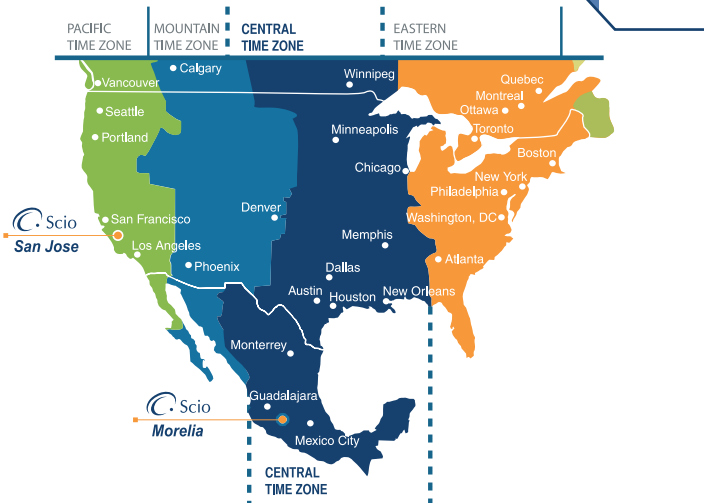 PACIFIC
TIME ZONE
MOUNTAIN
TIME ZONE
CENTRAL
TIME ZONE
EASTERN
TIME ZONE
Calgary
Vancouver
Winnipeg
Quebec
Montreal
Ottawa
Seattle
Portland
Minneapolis
Toronto
Boston
Chicago
New York
Philadelphia
Denver
San Francisco
Washington, DC
Scio
San Jose
Los Angeles
Memphis
Phoenix
Dallas
Atlanta
Austin
Houston
New Orleans
Monterrey
Guadalajara
Scio
Morelia
Mexico City
CENTRAL
TIME ZONE